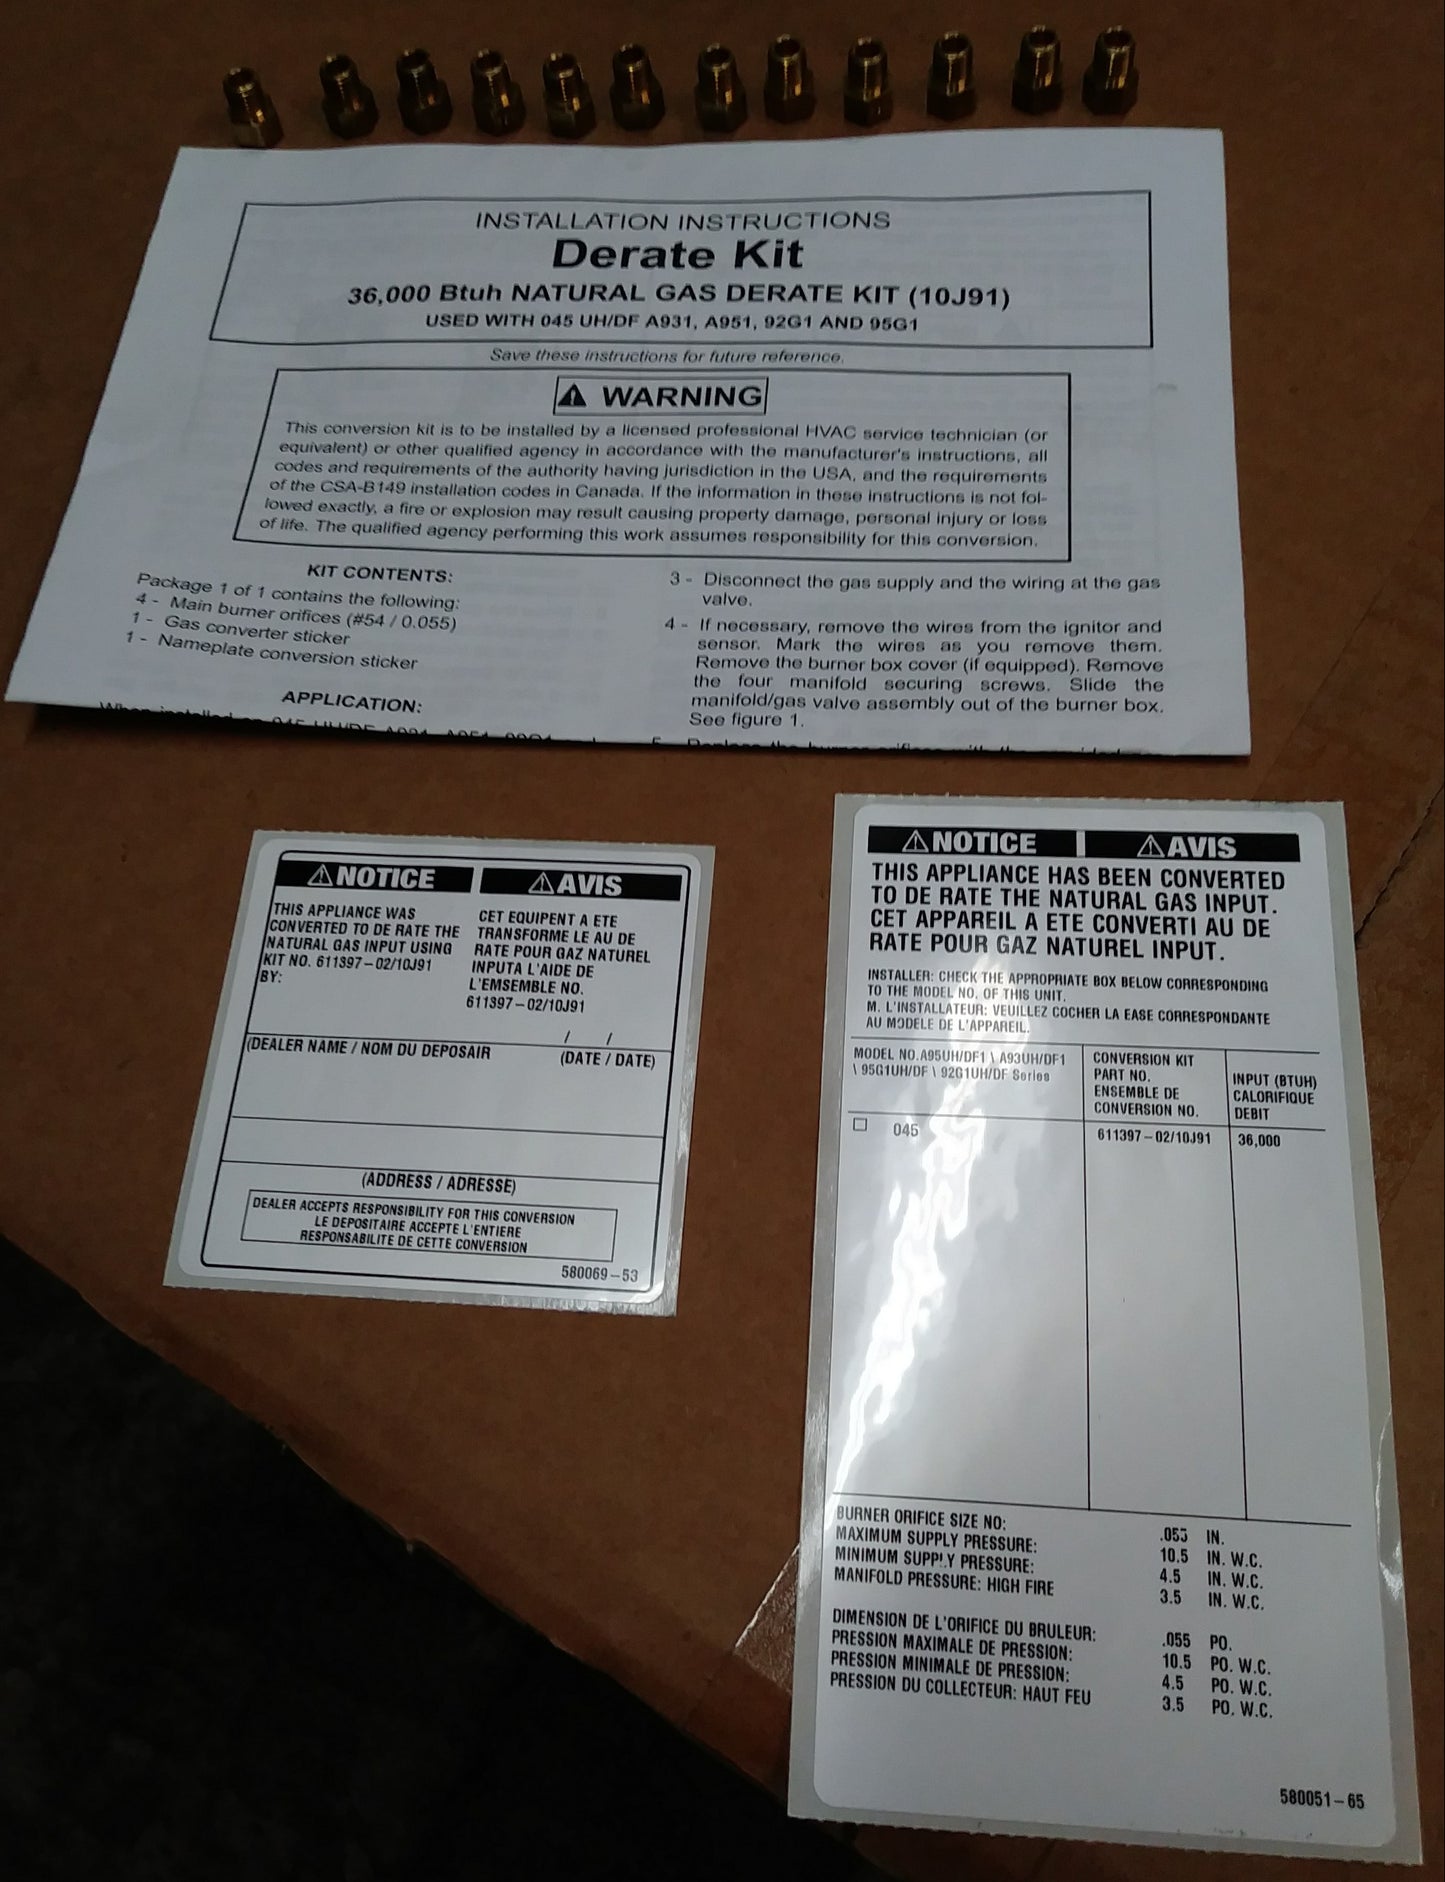 INSTALLATION INSTRUCTIONS
Derate Kit
36,000 Btuh NATURAL GAS DERATE KIT (10J91)
USED WITH 045 UH/DF A931, A951, 92G1 AND 95G1
Save these instructions for future reference.
WARNING
This conversion kit is to be installed by a licensed professional HVAC service technician (or
equivalent) or other qualified agency in accordance with the manufacturer's instructions, all
codes and requirements of the authority having jurisdiction in the USA, and the requirements
of the CSA-B149 installation codes in Canada. If the information in these instructions is not fol-
lowed exactly, a fire or explosion may result causing property damage, personal injury or loss
of life. The qualified agency performing this work assumes responsibility for this conversion.
KIT CONTENTS:
Package 1 of 1 contains the following:
4 - Main burner orifices (#54 / 0.055)
1 - Gas converter sticker
1 - Nameplate conversion sticker
APPLICATION:
3 - Disconnect the gas supply and the wiring at the gas
valve.
4 - If necessary, remove the wires from the ignitor and
sensor. Mark the wires as you remove them.
Remove the burner box cover (if equipped). Remove
the four manifold securing screws. Slide the
manifold/gas valve assembly out of the burner box.
See figure 1.
NOTICE AVIS
THIS APPLIANCE WAS
CONVERTED TO DE RATE THE
NATURAL GAS INPUT USING
KIT NO. 611397-02/10J91
BY:
CET EQUIPENT A ETE
TRANSFORME LE AU DE
RATE POUR GAZ NATUREL
INPUTA L'AIDE DE
L'EMSEMBLE NO.
611397-02/10J91
/ /
(DEALER NAME / NOM DU DEPOSAIR (DATE / DATE)
(ADDRESS / ADRESSE)
DEALER ACCEPTS RESPONSIBILITY FOR THIS CONVERSION
LE DEPOSITAIRE ACCEPTE L'ENTIERE
RESPONSABILITE DE CETTE CONVERSION
580069-53
NOTICE AVIS
THIS APPLIANCE HAS BEEN CONVERTED
TO DE RATE THE NATURAL GAS INPUT.
CET APPAREIL A ETE CONVERTI AU DE
RATE POUR GAZ NATUREL INPUT.
INSTALLER: CHECK THE APPROPRIATE BOX BELOW CORRESPONDING
TO THE MODEL NO. OF THIS UNIT.
M. L'INSTALLATEUR: VEUILLEZ COCHER LA EASE CORRESPONDANTE
AU MODELE DE L'APPAREIL.
MODEL NO.A95UH/DF1 \ A93UH/DF1
\ 95G1UH/DF \ 92G1UH/DF Series
CONVERSION KIT
PART NO.
ENSEMBLE DE
CONVERSION NO.
INPUT (BTUH)
CALORIFIQUE
DEBIT
045 611397-02/10J91 36,000
BURNER ORIFICE SIZE NO: .055 IN.
MAXIMUM SUPPLY PRESSURE: 10.5 IN. W.C.
MINIMUM SUPPLY PRESSURE: 4.5 IN. W.C.
MANIFOLD PRESSURE: HIGH FIRE 3.5 IN. W.C.
DIMENSION DE L'ORIFICE DU BRULEUR: .055 PO.
PRESSION MAXIMALE DE PRESSION: 10.5 PO. W.C.
PRESSION MINIMALE DE PRESSION: 4.5 PO. W.C.
PRESSION DU COLLECTEUR: HAUT FEU 3.5 PO. W.C.
580051-65